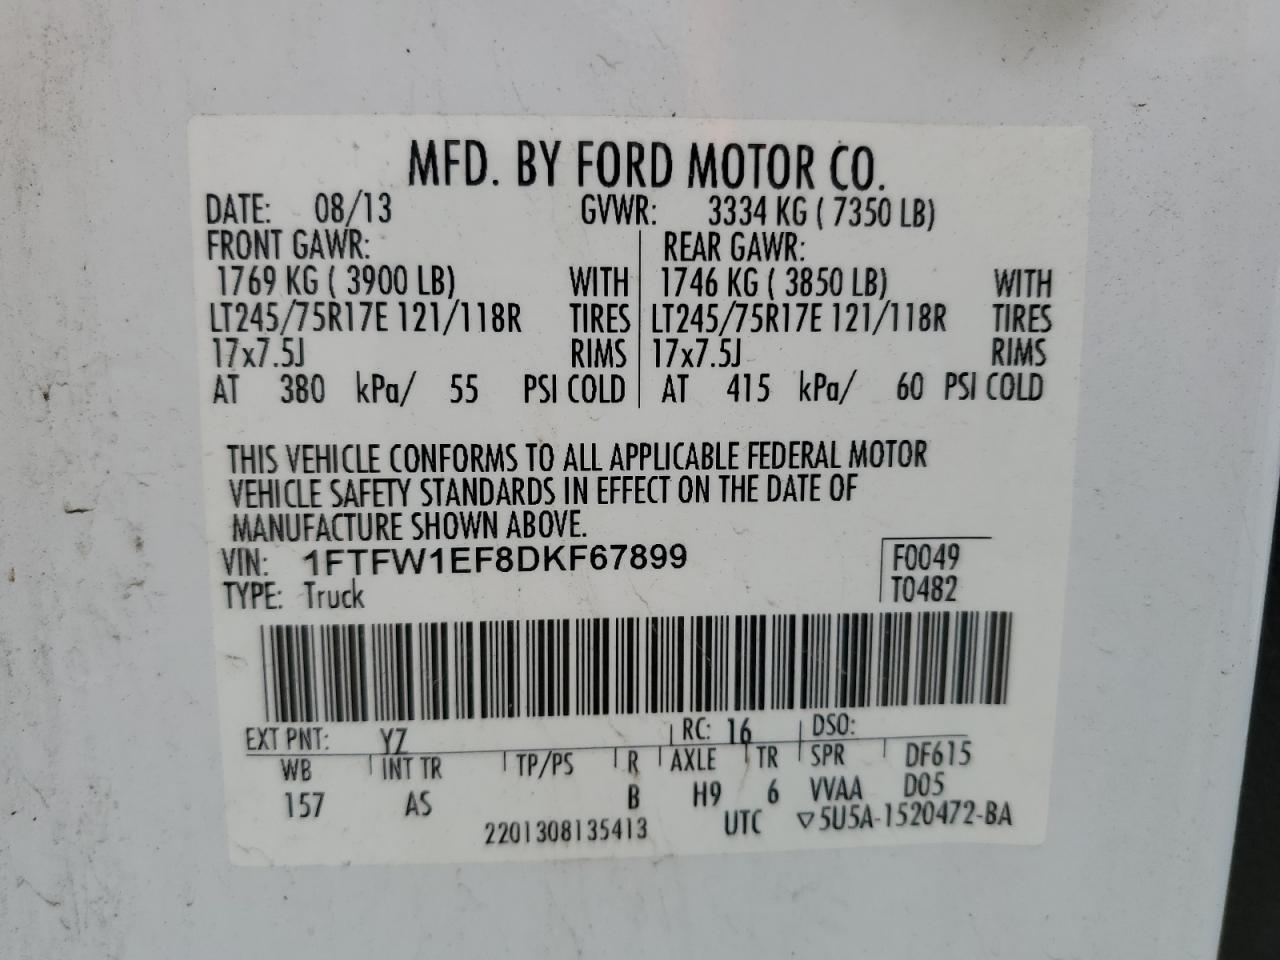 MFD. BY FORD MOTOR CO.
DATE: 08/13 GVWR: 3334 KG ( 7350 LB)
FRONT GAWR: REAR GAWR:
1769 KG ( 3900 LB) WITH 1746 KG ( 3850 LB) WITH
LT245/75R17E 121/118R TIRES LT245/75R17E 121/118R TIRES
17x7.5J RIMS 17x7.5J RIMS
AT 380 kPa/ 55 PSI COLD AT 415 kPa/ 60 PSI COLD
THIS VEHICLE CONFORMS TO ALL APPLICABLE FEDERAL MOTOR
VEHICLE SAFETY STANDARDS IN EFFECT ON THE DATE OF
MANUFACTURE SHOWN ABOVE.
VIN: 1FTFW1EF8DKF67899 F0049
TYPE: Truck T0482
EXT PNT: YZ RC: 16 DSO:
WB INT TR TP/PS R AXLE TR SPR DF615
157 AS B H9 6 VVAA D05
2201308135413 UTC ▽5U5A-1520472-BA